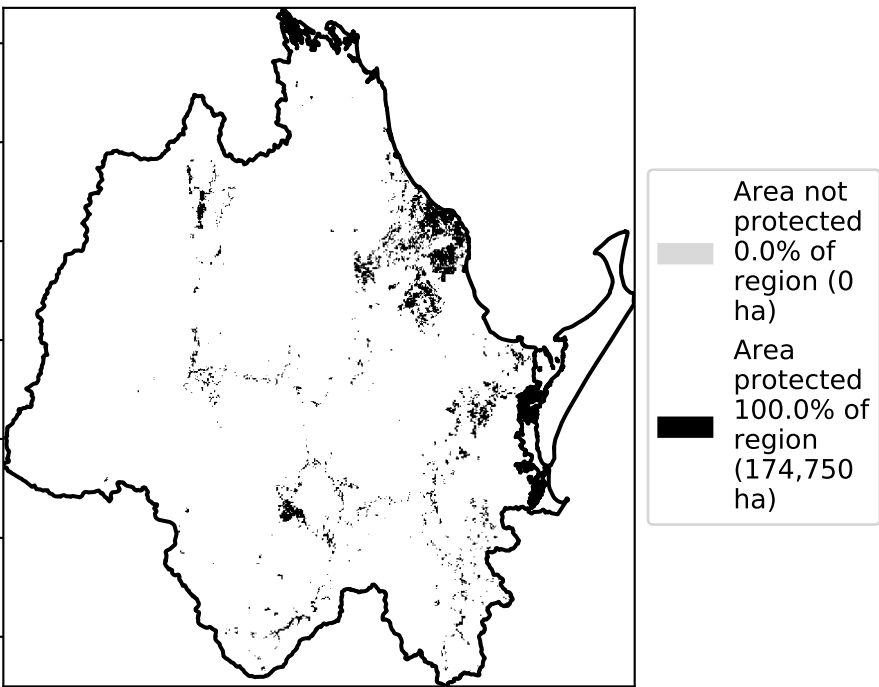 Area not
protected
0.0% of
region (0
ha)
Area
protected
100.0% of
region
(174,750
ha)